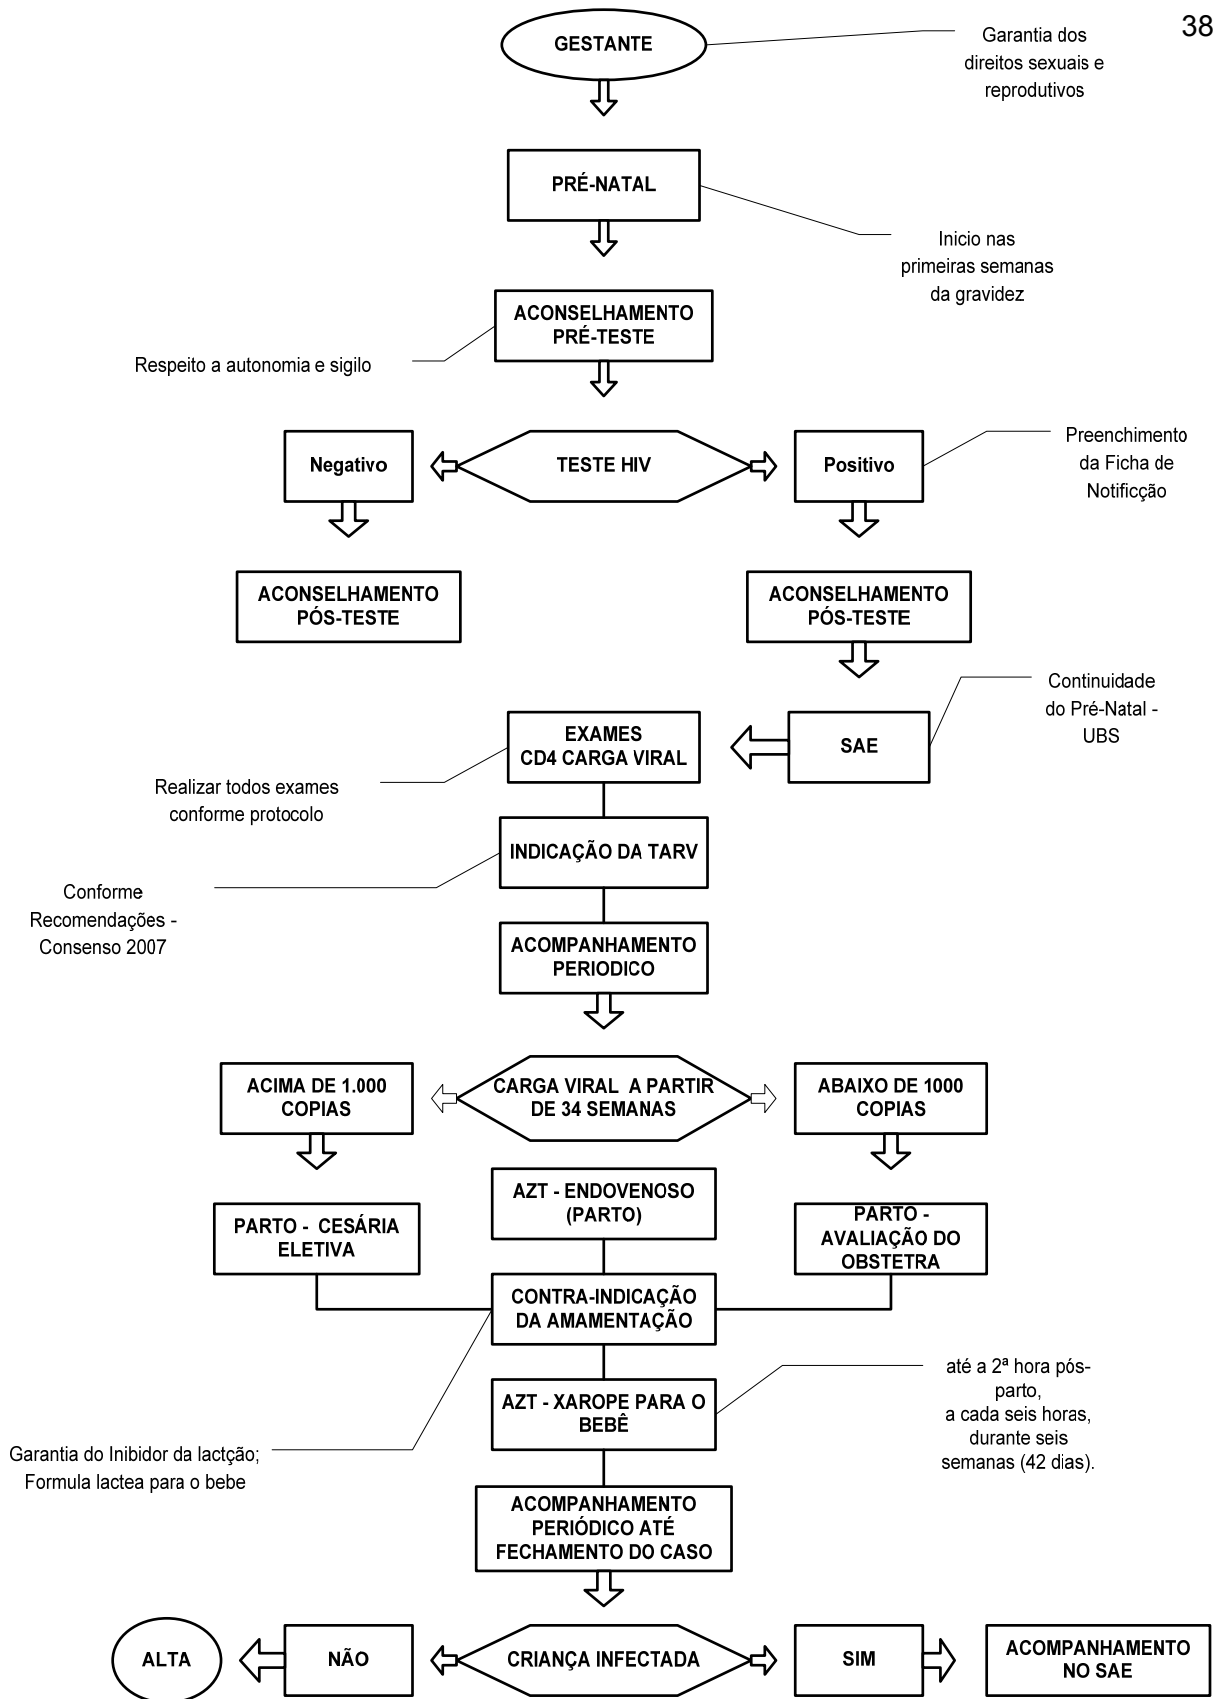 38
GESTANTE
Garantia dos
direitos sexuais e
reprodutivos
PRÉ-NATAL
Inicio nas
primeiras semanas
da gravidez
ACONSELHAMENTO
PRÉ-TESTE
Respeito a autonomia e sigilo
Negativo
TESTE HIV
Positivo
Preenchimento
da Ficha de
Notificção
ACONSELHAMENTO
PÓS-TESTE
ACONSELHAMENTO
PÓS-TESTE
Continuidade
do Pré-Natal -
UBS
SAE
EXAMES
CD4 CARGA VIRAL
Realizar todos exames
conforme protocolo
INDICAÇÃO DA TARV
Conforme
Recomendações -
Consenso 2007
ACOMPANHAMENTO
PERIODICO
ACIMA DE 1.000
COPIAS
CARGA VIRAL A PARTIR
DE 34 SEMANAS
ABAIXO DE 1000
COPIAS
PARTO - CESÁRIA
ELETIVA
AZT - ENDOVENOSO
(PARTO)
PARTO -
AVALIAÇÃO DO
OBSTETRA
CONTRA-INDICAÇÃO
DA AMAMENTAÇÃO
AZT - XAROPE PARA O
BEBÊ
até a 2ª hora pós-
parto,
a cada seis horas,
durante seis
semanas (42 dias).
Garantia do Inibidor da lactção;
Formula lactea para o bebe
ACOMPANHAMENTO
PERIÓDICO ATÉ
FECHAMENTO DO CASO
ALTA
NÃO
CRIANÇA INFECTADA
SIM
ACOMPANHAMENTO
NO SAE